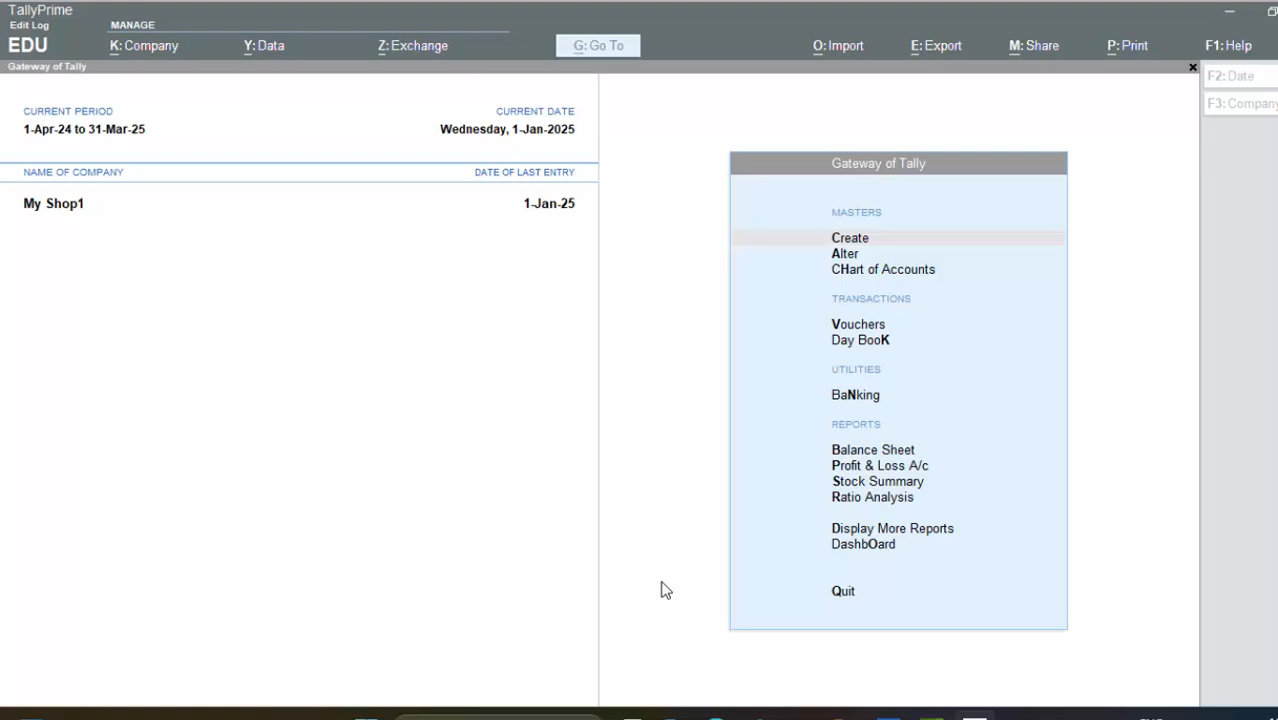 TallyPrime
Edit Log
EDU
MANAGE
K: Company
Y: Data
Z: Exchange
G: Go To
O: Import
E: Export
M: Share
P: Print
F1: Help
Gateway of Tally
F2: Date
F3: Company
CURRENT PERIOD
CURRENT DATE
1-Apr-24 to 31-Mar-25
Wednesday, 1-Jan-2025
NAME OF COMPANY
DATE OF LAST ENTRY
My Shop1
1-Jan-25
Gateway of Tally
MASTERS
Create
Alter
CHart of Accounts
TRANSACTIONS
Vouchers
Day BooK
UTILITIES
BaNking
REPORTS
Balance Sheet
Profit & Loss A/c
Stock Summary
Ratio Analysis
Display More Reports
DashbOard
Quit